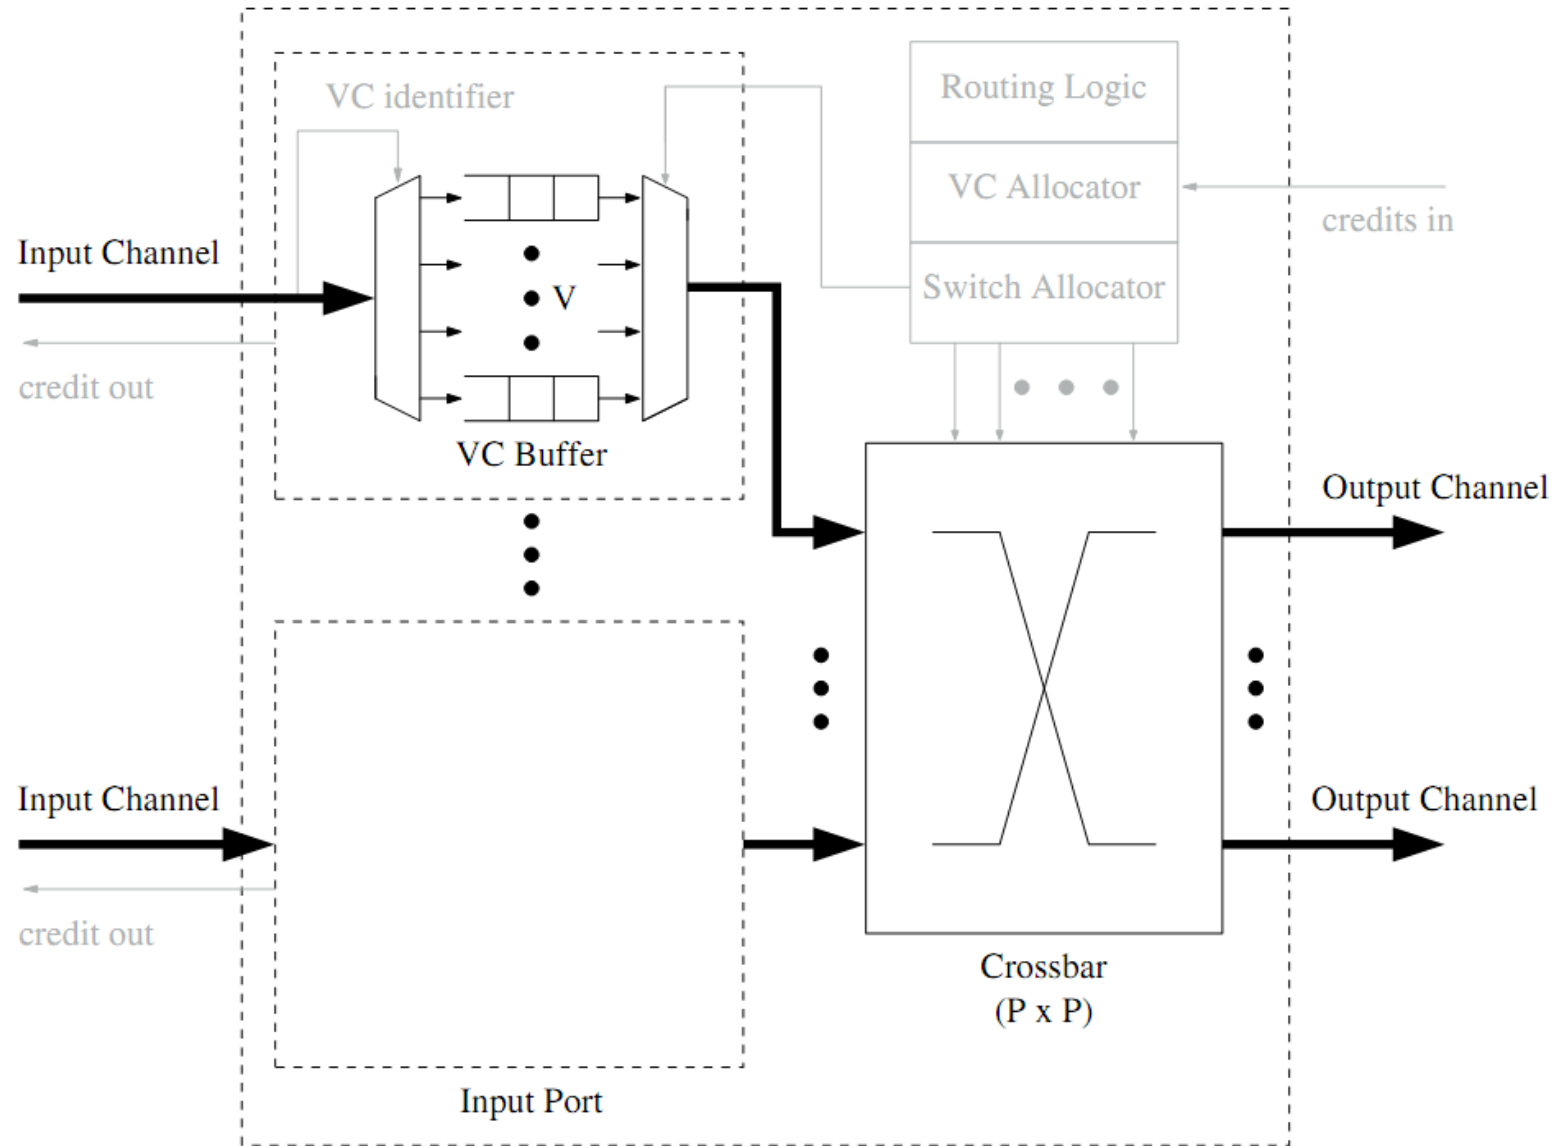 VC identifier
Routing Logic
VC Allocator
credits in
Input Channel
Switch Allocator
V
credit out
VC Buffer
Output Channel
Input Channel
Output Channel
credit out
Crossbar
(P x P)
Input Port